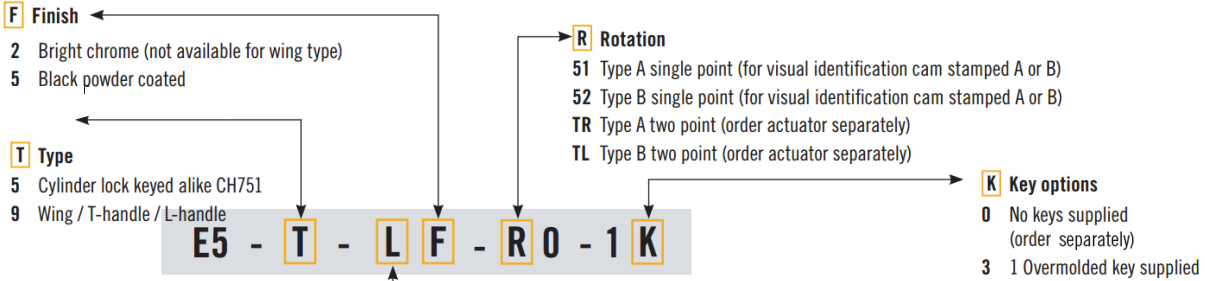 F Finish
2 Bright chrome (not available for wing type)
5 Black powder coated
T Type
5 Cylinder lock keyed alike CH751
9 Wing / T-handle / L-handle
R Rotation
51 Type A single point (for visual identification cam stamped A or B)
52 Type B single point (for visual identification cam stamped A or B)
TR Type A two point (order actuator separately)
TL Type B two point (order actuator separately)
K Key options
0 No keys supplied
(order separately)
3 1 Overmolded key supplied
E5 - T - L F - R 0 - 1 K